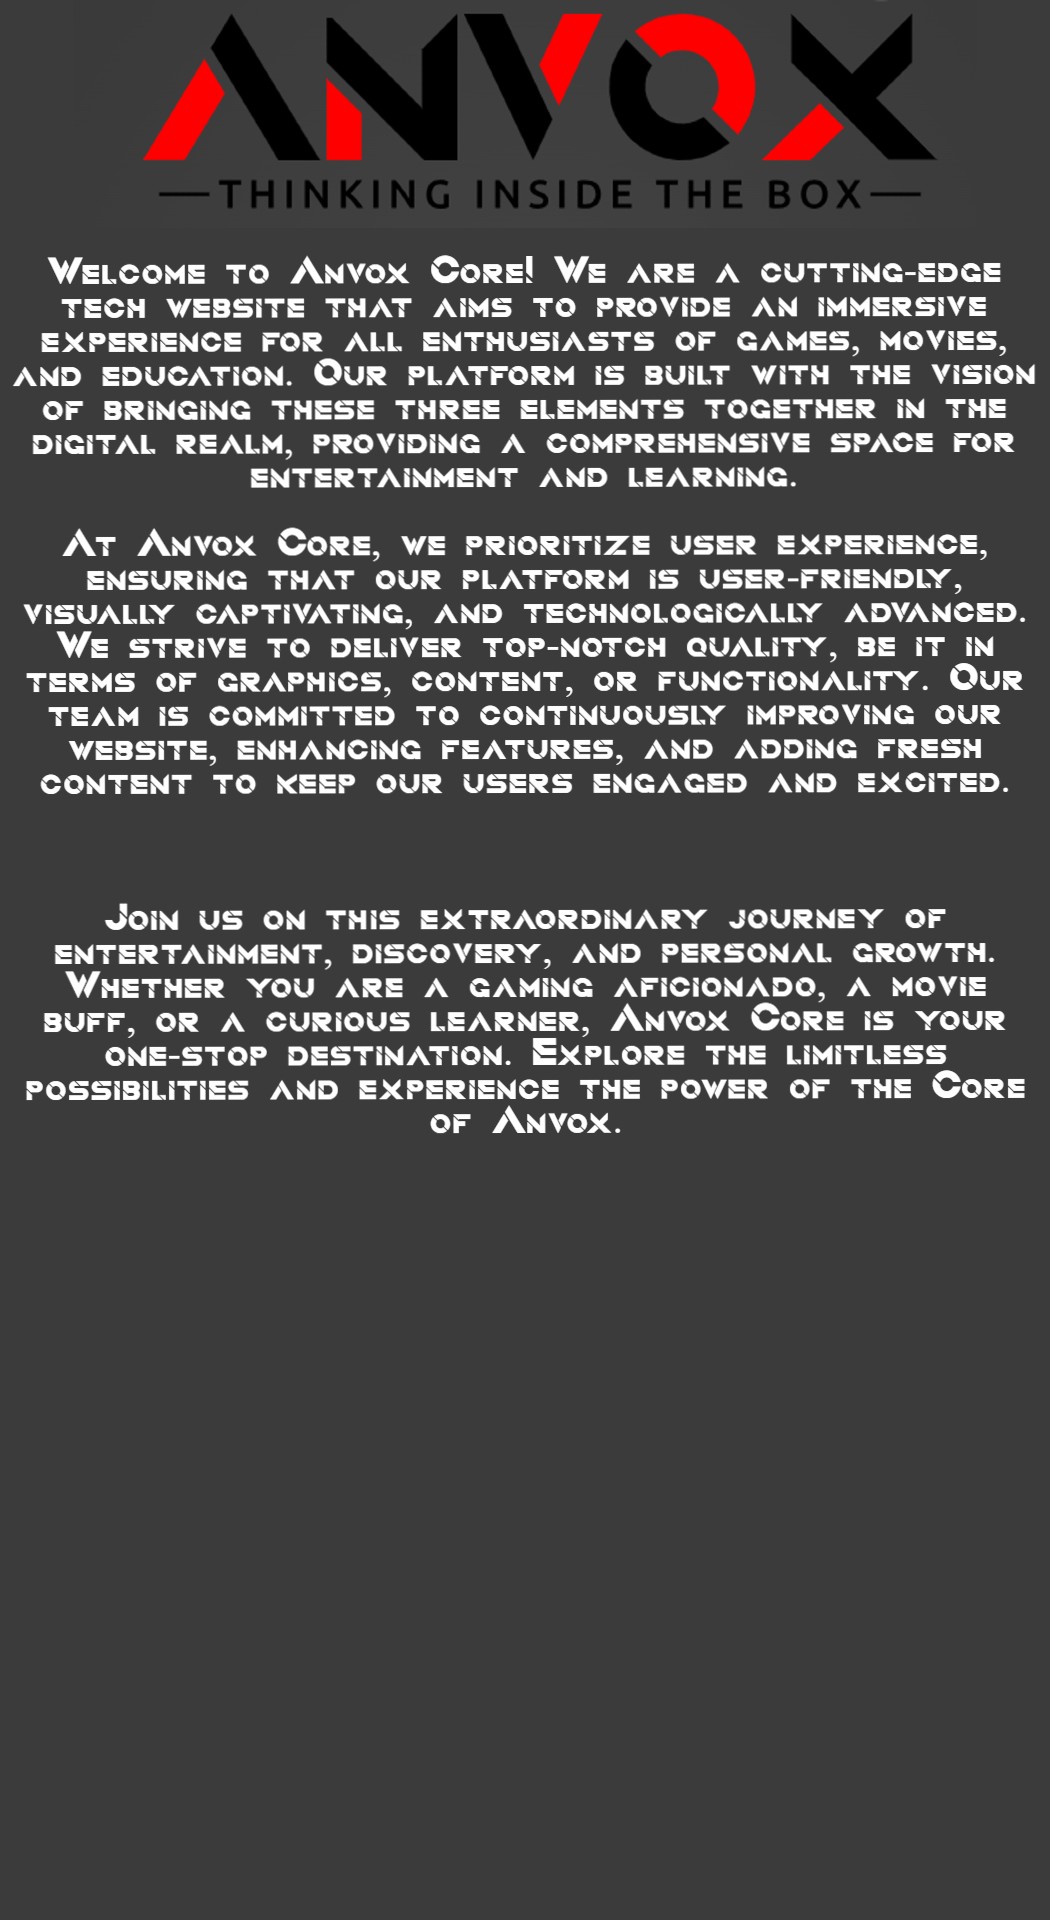 ANVOX
THINKING INSIDE THE BOX
Welcome to Anvox Core! We are a cutting-edge
tech website that aims to provide an immersive
experience for all enthusiasts of games, movies,
and education. Our platform is built with the vision
of bringing these three elements together in the
digital realm, providing a comprehensive space for
entertainment and learning.
At Anvox Core, we prioritize user experience,
ensuring that our platform is user-friendly,
visually captivating, and technologically advanced.
We strive to deliver top-notch quality, be it in
terms of graphics, content, or functionality. Our
team is committed to continuously improving our
website, enhancing features, and adding fresh
content to keep our users engaged and excited.
Join us on this extraordinary journey of
entertainment, discovery, and personal growth.
Whether you are a gaming aficionado, a movie
buff, or a curious learner, Anvox Core is your
one-stop destination. Explore the limitless
possibilities and experience the power of the Core
of Anvox.